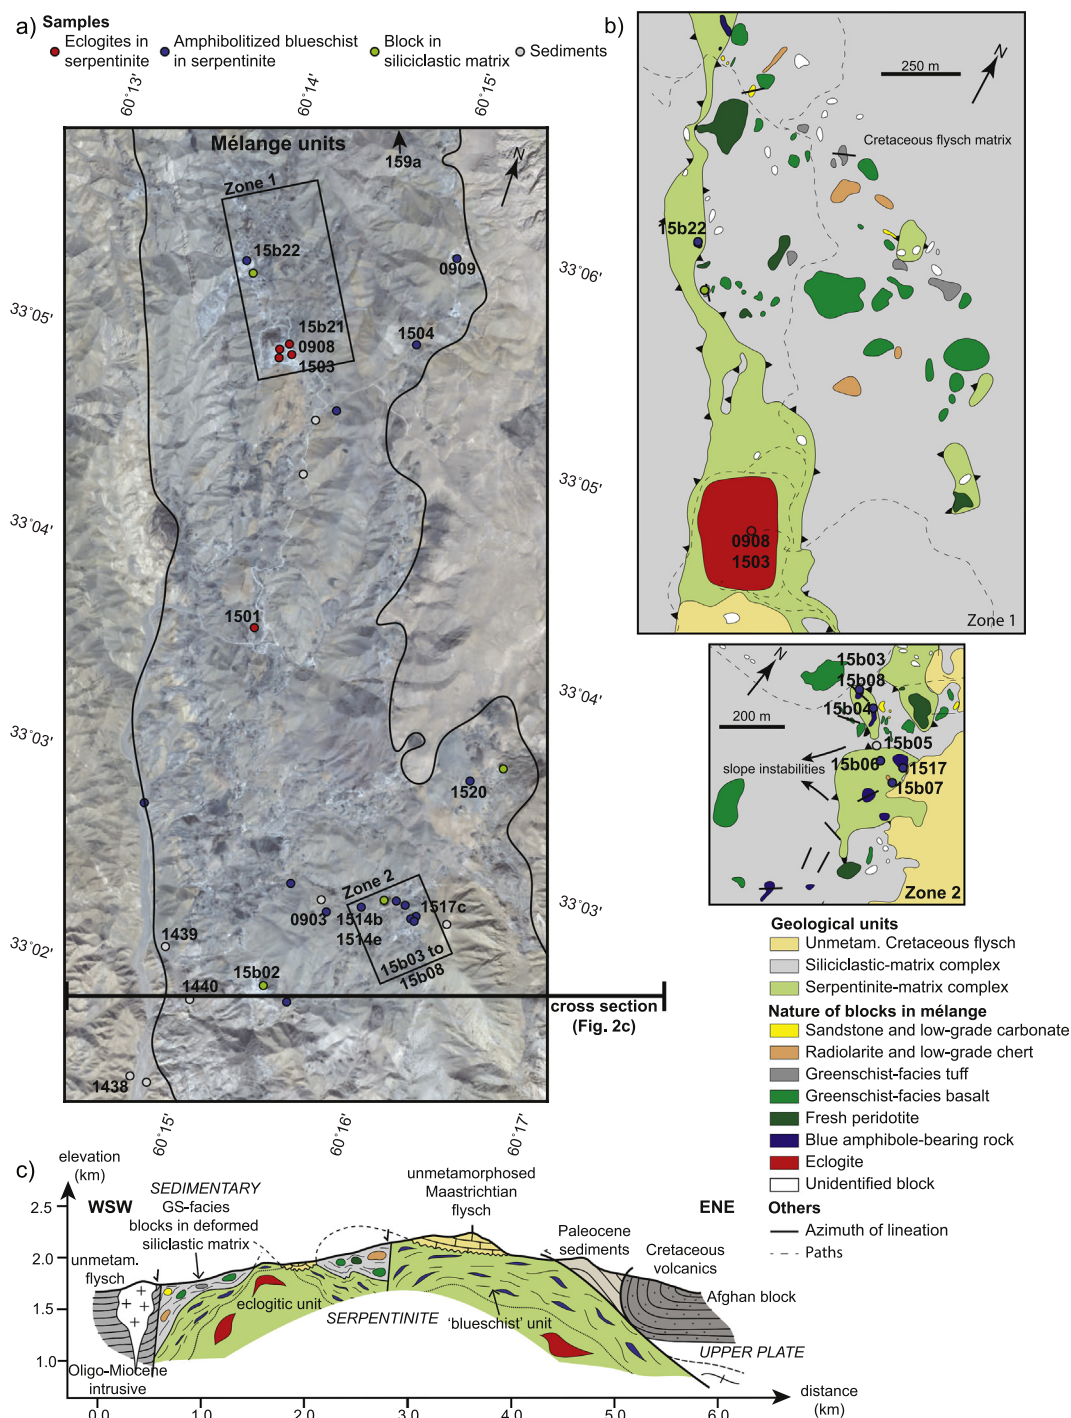 a)
Samples
Eclogites in
serpentinite
Amphibolitized blueschist
in serpentinite
Block in
siliciclastic matrix
Sediments
60°13'
60°14'
60°15'
Mélange units
159a
N
Zone 1
15b22
0909
33°06'
33°05'
15b21
0908
1503
1504
33°05'
33°04'
1501
33°04'
33°03'
1520
Zone 2
0903
1514b
1514e
1517c
15b03 to
15b08
33°03'
33°02'
1439
15b02
1440
cross section
(Fig. 2c)
1438
60°15'
60°16'
60°17'
b)
250 m
N
Cretaceous flysch matrix
15b22
0908
1503
Zone 1
N
200 m
15b03
15b08
15b04
15b05
15b06
1517
15b07
slope instabilities
Zone 2
Geological units
Unmetam. Cretaceous flysch
Siliciclastic-matrix complex
Serpentinite-matrix complex
Nature of blocks in mélange
Sandstone and low-grade carbonate
Radiolarite and low-grade chert
Greenschist-facies tuff
Greenschist-facies basalt
Fresh peridotite
Blue amphibole-bearing rock
Eclogite
Unidentified block
Others
Azimuth of lineation
Paths
c)
elevation
(km)
2.5
2.0
1.5
1.0
WSW
ENE
SEDIMENTARY
GS-facies
blocks in deformed
siliclastic matrix
unmetamorphosed
Maastrichtian
flysch
Paleocene
sediments
Cretaceous
volcanics
unmetam.
flysch
Afghan block
eclogitic unit
SERPENTINITE
'blueschist' unit
UPPER PLATE
Oligo-Miocene
intrusive
distance
(km)
0.0
1.0
2.0
3.0
4.0
5.0
6.0